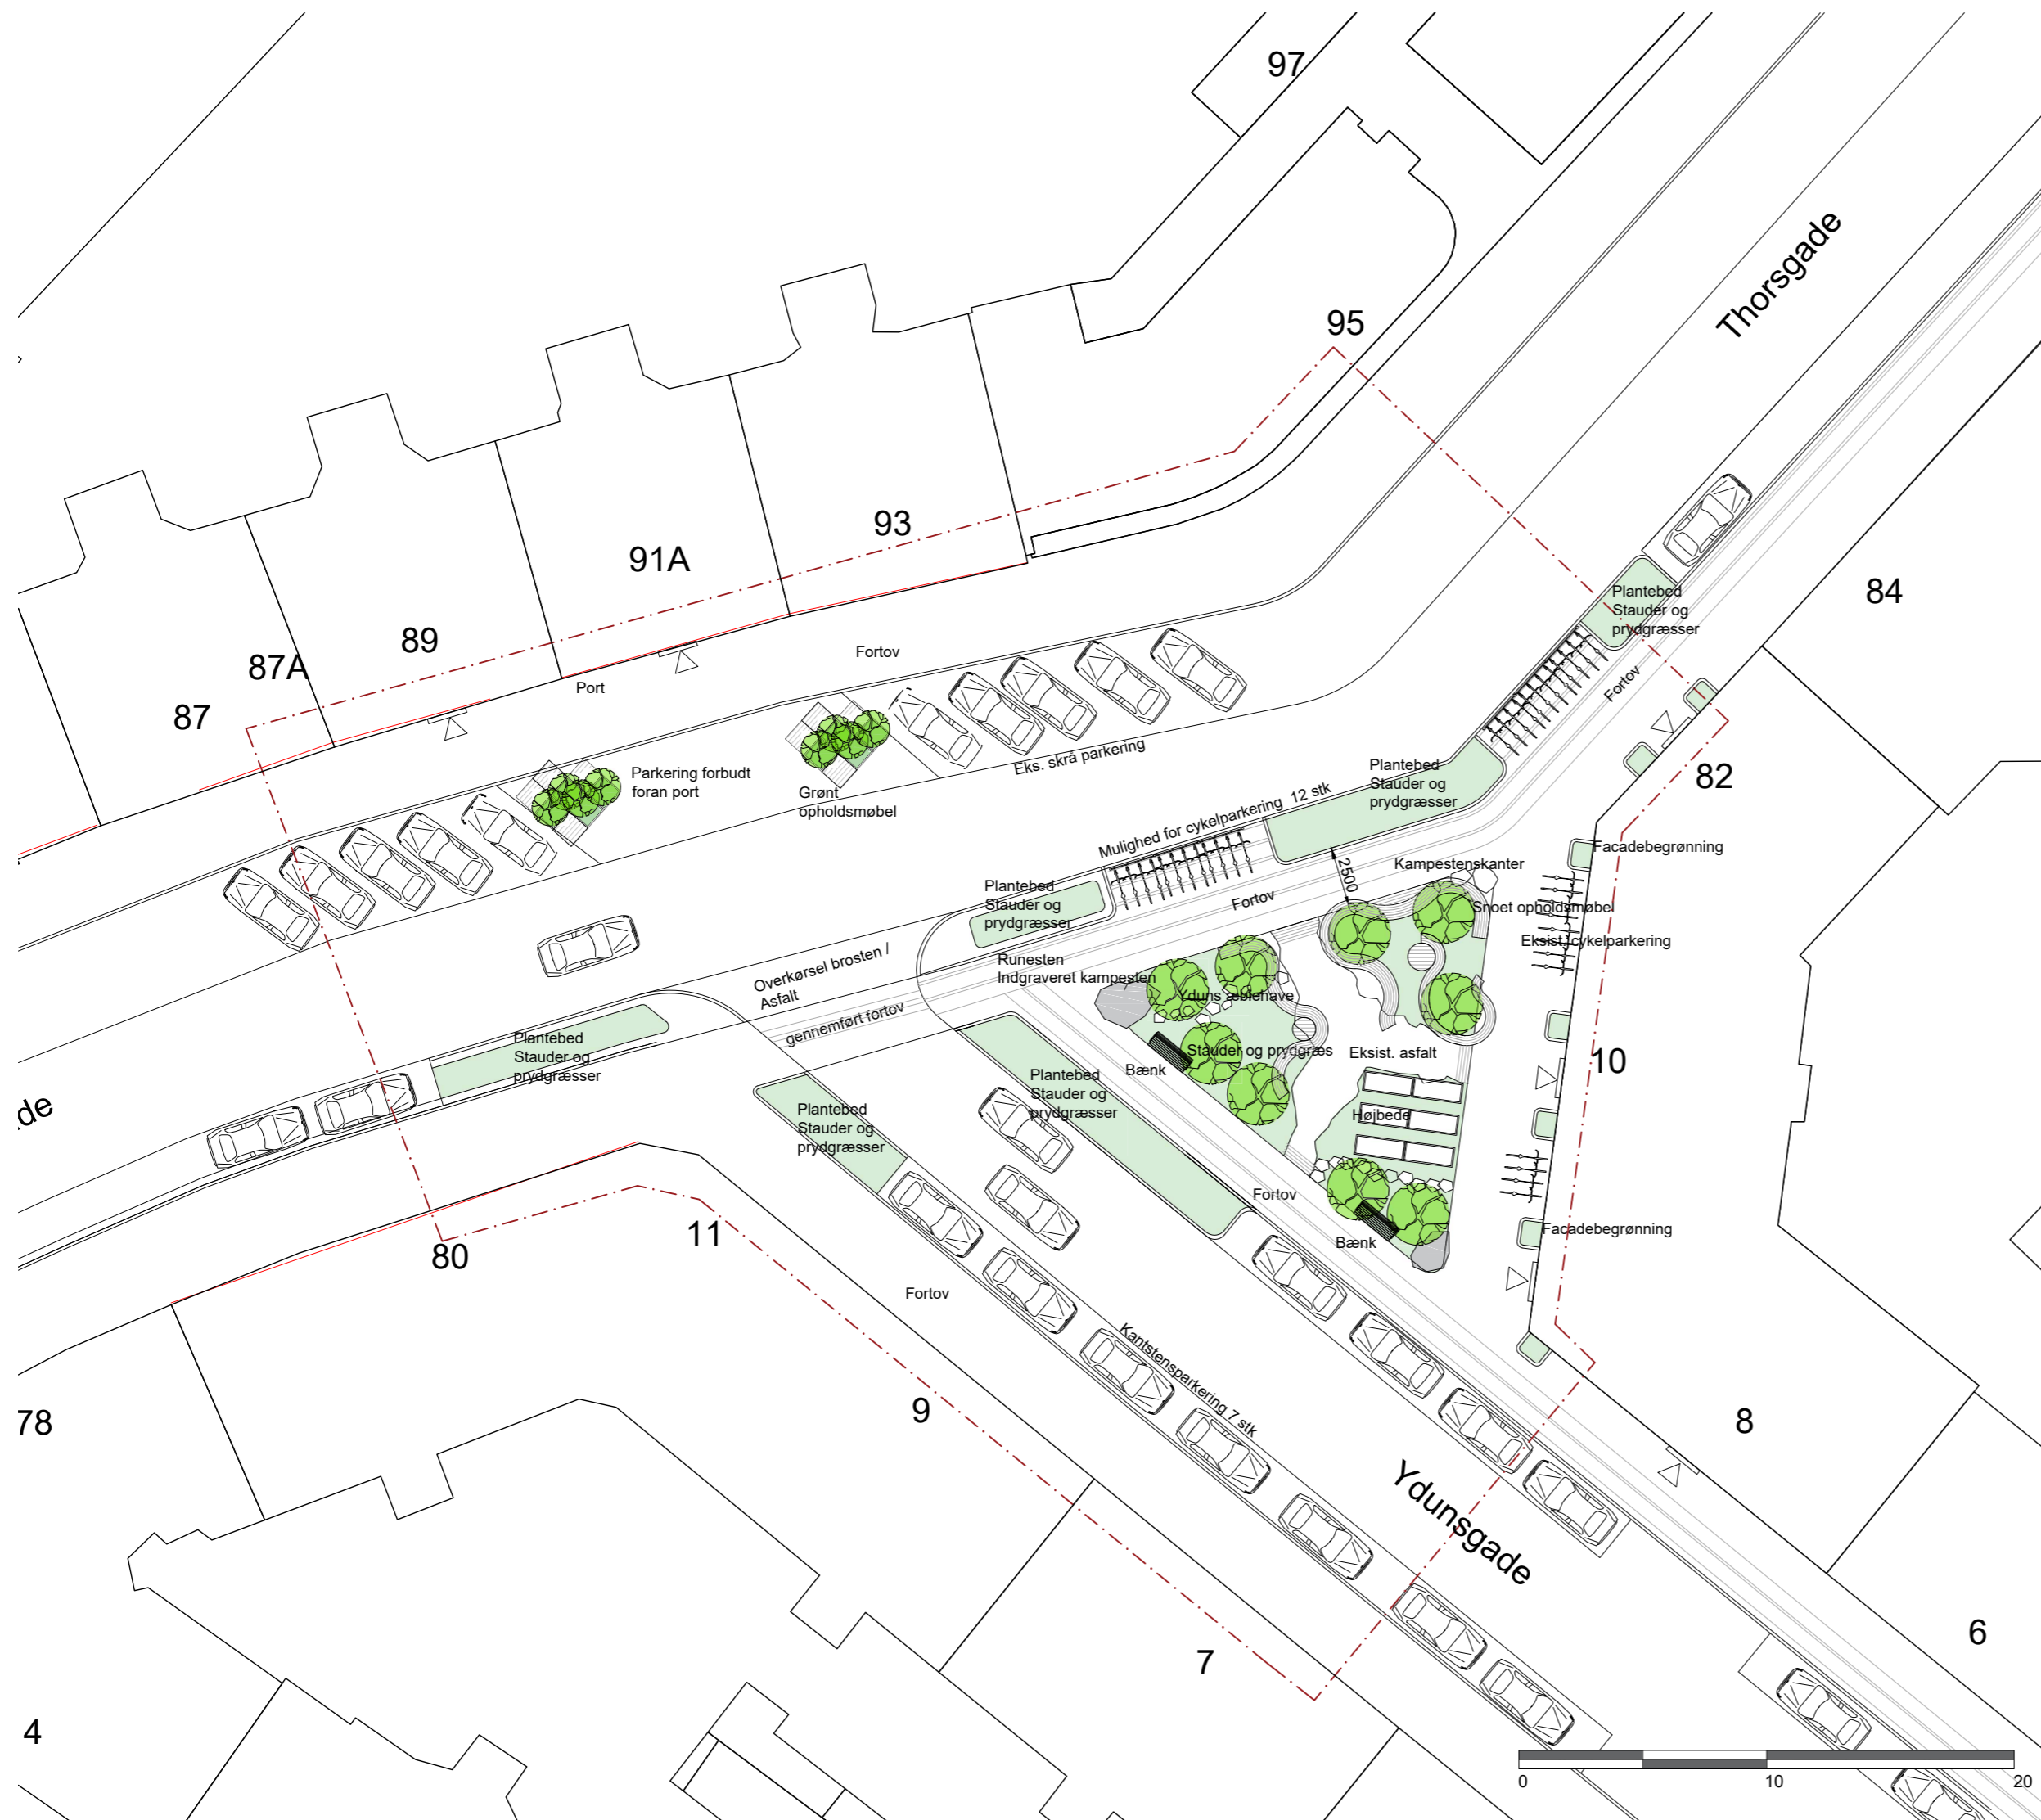 97
Thorsgade
95
84
93
91A
89
87A
87
Plantebed
Stauder og
prydgræsser
Fortov
Fortov
Port
82
Eks. skrå parkering
Parkering forbudt
foran port
Grønt
opholdsmøbel
Plantebed
Stauder og
prydgræsser
Mulighed for cykelparkering 12 stk
2500
Kampestenskanter
Facadebegrønning
Plantebed
Stauder og
prydgræsser
Fortov
Snoet opholdsmøbel
Eksist. cykelparkering
Overkørsel brosten /
Asfalt
Runesten
Indgraveret kampesten
Yduns æblehave
gennemført fortov
Plantebed
Stauder og
prydgræsser
Stauder og prydgræs
Eksist. asfalt
10
Bænk
Plantebed
Stauder og
prydgræsser
Plantebed
Stauder og
prydgræsser
Højbede
de
Fortov
Facadebegrønning
Bænk
80
11
Fortov
Kantstensparkering 7 stk
9
78
8
Ydunsgade
7
6
4
0
10
20